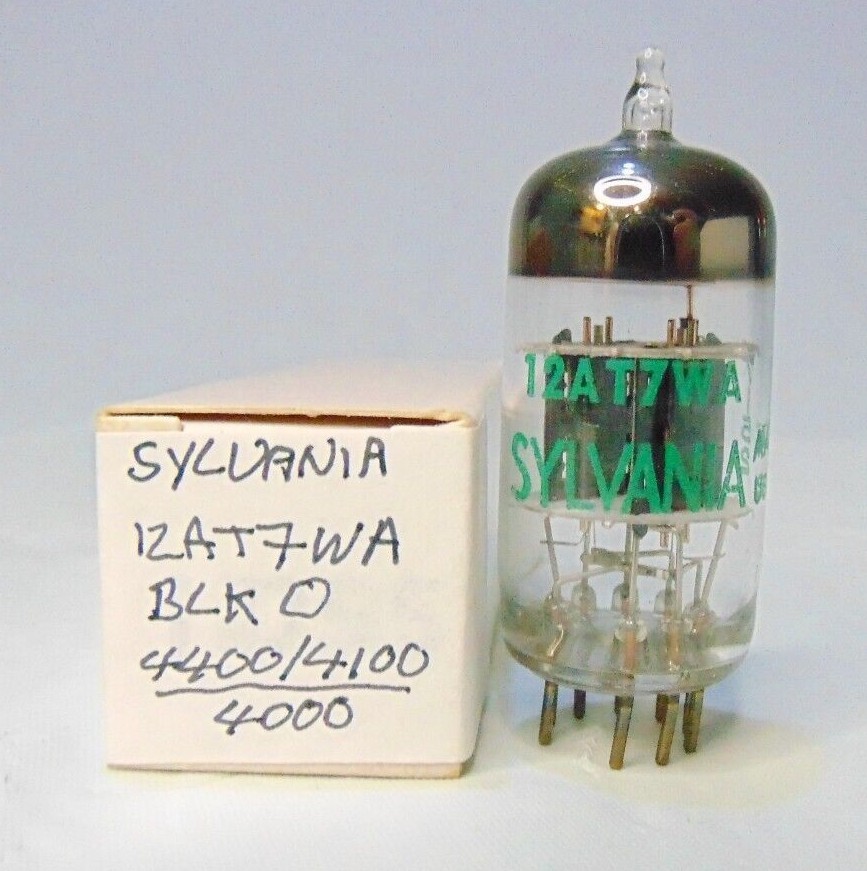 SYLVANIA
12AT7WA
BLK O
4400/4100
4000
12AT7WA
SYLVANIA